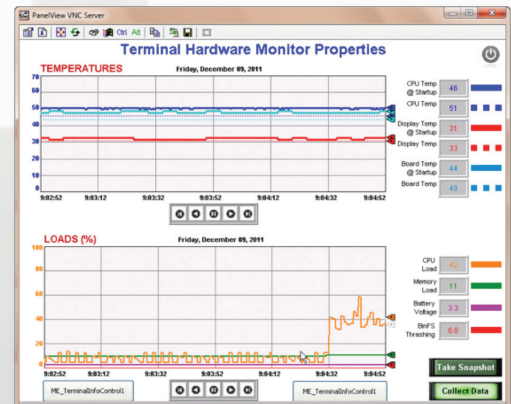 PanelView VNC Server
Ctrl Alt
Terminal Hardware Monitor Properties
TEMPERATURES
Friday, December 09, 2011
70
60
50
40
30
20
10
0
9:02:52 9:03:12 9:03:32 9:03:52 9:04:12 9:04:32 9:04:52
CPU Temp
@ Startup
46
CPU Temp
51
Display Temp
@ Startup
31
Display Temp
33
Board Temp
@ Startup
44
Board Temp
49
LOADS (%)
Friday, December 09, 2011
100
80
60
40
20
0
9:02:52 9:03:12 9:03:32 9:03:52 9:04:12 9:04:32 9:04:52
CPU
Load
42
Memory
Load
11
Battery
Voltage
3.3
BinFS
Thrashing
0.0
ME_TerminalInfoControl1
ME_TerminalInfoControl1
Take Snapshot
Collect Data